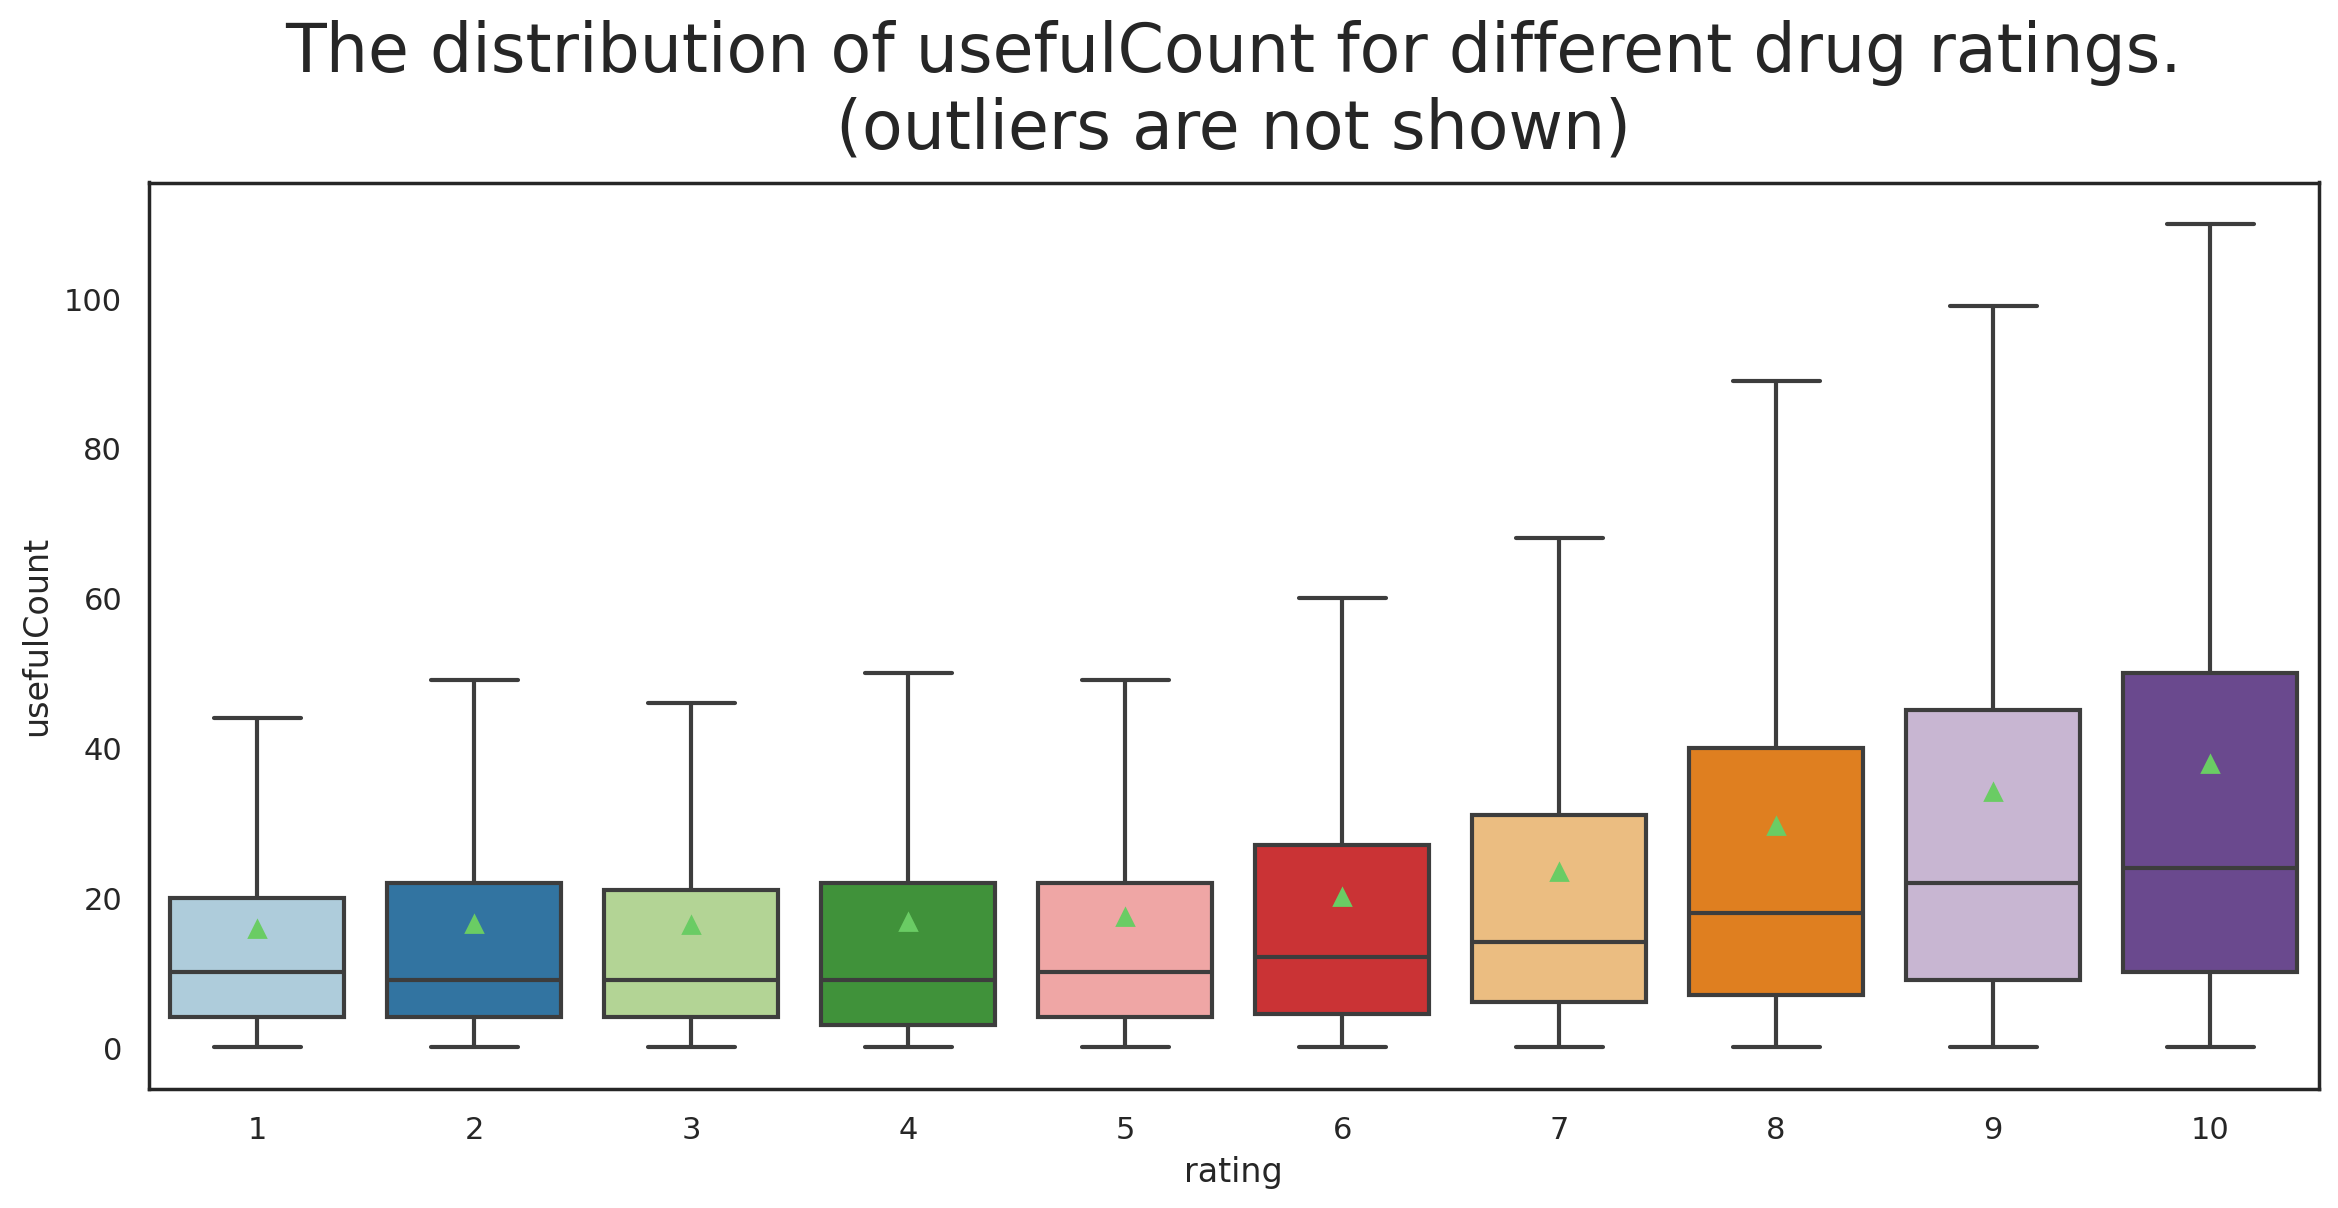 The distribution of usefulCount for different drug ratings.
(outliers are not shown)
usefulCount
100
80
60
40
20
0
1 2 3 4 5 6 7 8 9 10
rating